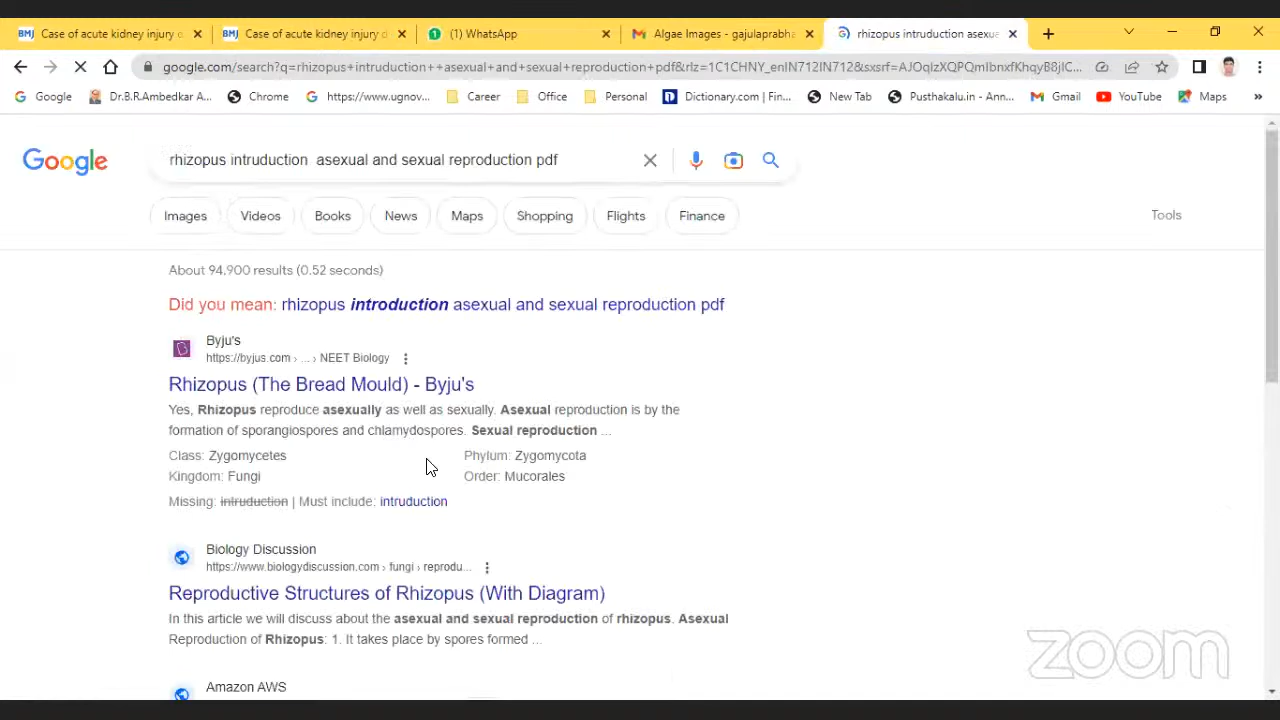 Case of acute kidney injury d
Case of acute kidney injury d
(1) WhatsApp
Algae Images - gajulaprabha
rhizopus intruduction asexua
google.com/search?q=rhizopus+intruduction++asexual+and+sexual+reproduction+pdf&rlz=1C1CHNY_enIN712IN712&sxsrf=AJOqlzXQPQmIbnxfKhqyB8jIC...
Google Dr.B.R.Ambedkar A... Chrome https://www.ugnov... Career Office Personal Dictionary.com | Fin... New Tab Pusthakalu.in - Ann... Gmail YouTube Maps »
Google
rhizopus intruduction  asexual and sexual reproduction pdf
Images Videos Books News Maps Shopping Flights Finance Tools
About 94,900 results (0.52 seconds)
Did you mean: rhizopus introduction asexual and sexual reproduction pdf
Byju's
https://byjus.com › ... › NEET Biology
Rhizopus (The Bread Mould) - Byju's
Yes, Rhizopus reproduce asexually as well as sexually. Asexual reproduction is by the
formation of sporangiospores and chlamydospores. Sexual reproduction ...
Class: Zygomycetes Phylum: Zygomycota
Kingdom: Fungi Order: Mucorales
Missing: intruduction | Must include: intruduction
Biology Discussion
https://www.biologydiscussion.com › fungi › reprodu...
Reproductive Structures of Rhizopus (With Diagram)
In this article we will discuss about the asexual and sexual reproduction of rhizopus. Asexual
Reproduction of Rhizopus: 1. It takes place by spores formed ...
zoom
Amazon AWS